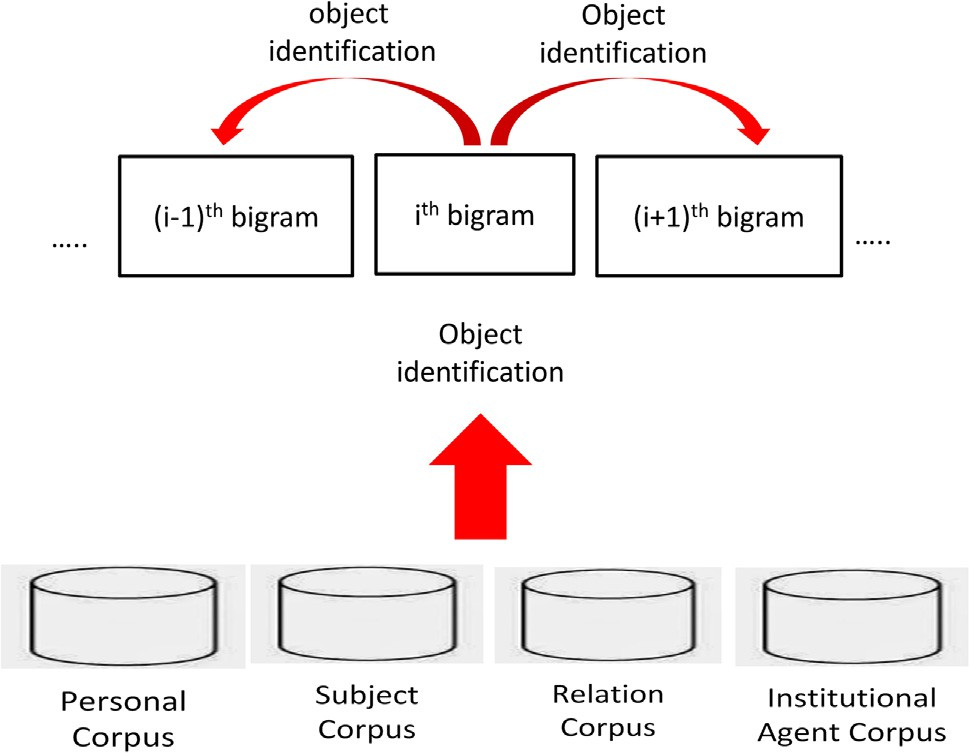 object
identification
Object
identification
(i-1)th bigram
ith bigram
(i+1)th bigram
.....
.....
Object
identification
Personal
Corpus
Subject
Corpus
Relation
Corpus
Institutional
Agent Corpus